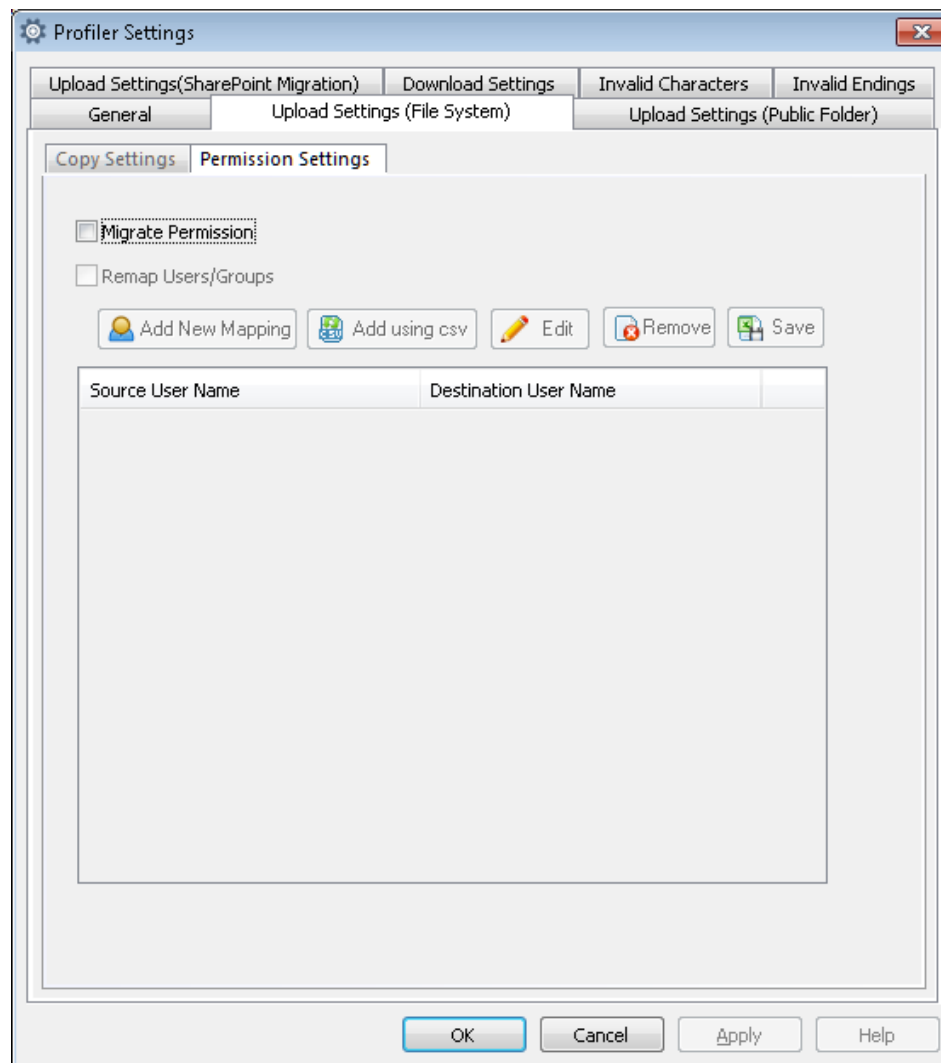 Profiler Settings
Upload Settings(SharePoint Migration) Download Settings Invalid Characters Invalid Endings
General Upload Settings (File System) Upload Settings (Public Folder)
Copy Settings Permission Settings
Migrate Permission
Remap Users/Groups
Add New Mapping Add using csv Edit Remove Save
Source User Name Destination User Name
OK Cancel Apply Help